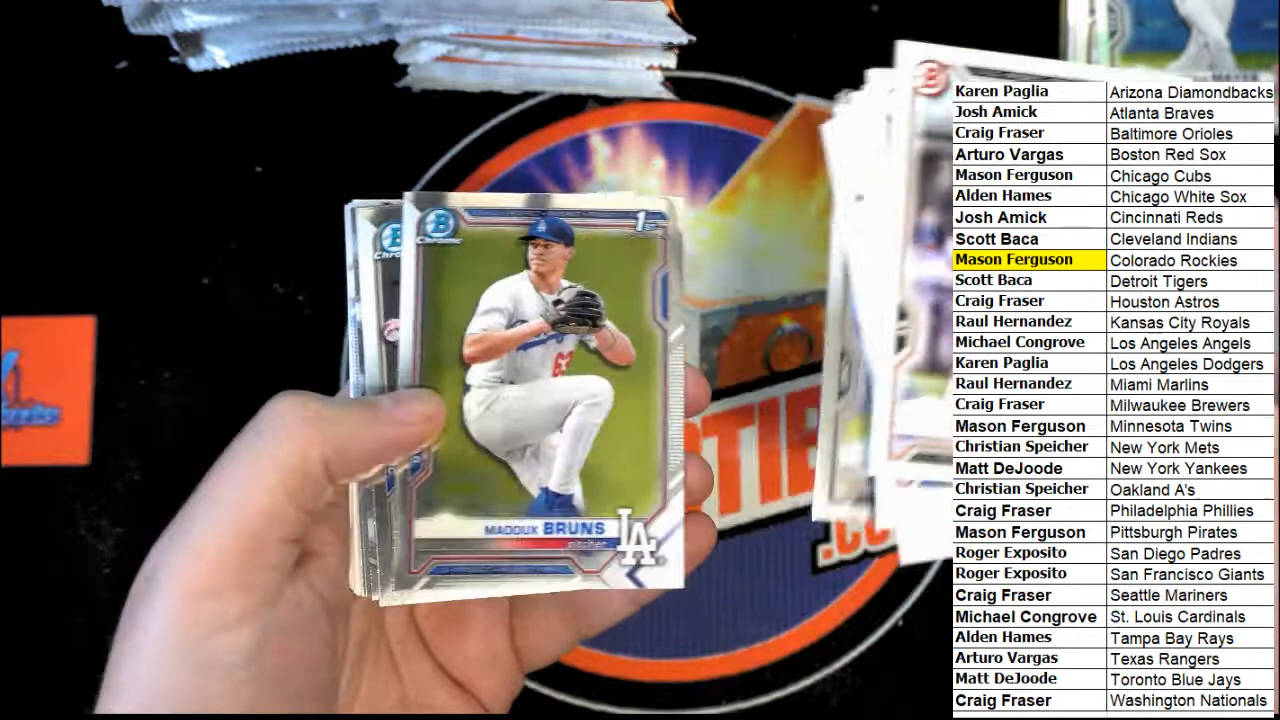 Karen Paglia Arizona Diamondbacks
Josh Amick Atlanta Braves
Craig Fraser Baltimore Orioles
Arturo Vargas Boston Red Sox
Mason Ferguson Chicago Cubs
Alden Hames Chicago White Sox
Josh Amick Cincinnati Reds
Scott Baca Cleveland Indians
Mason Ferguson Colorado Rockies
Scott Baca Detroit Tigers
Craig Fraser Houston Astros
Raul Hernandez Kansas City Royals
Michael Congrove Los Angeles Angels
Karen Paglia Los Angeles Dodgers
Raul Hernandez Miami Marlins
Craig Fraser Milwaukee Brewers
Mason Ferguson Minnesota Twins
Christian Speicher New York Mets
Matt DeJoode New York Yankees
Christian Speicher Oakland A's
Craig Fraser Philadelphia Phillies
Mason Ferguson Pittsburgh Pirates
Roger Exposito San Diego Padres
Roger Exposito San Francisco Giants
Craig Fraser Seattle Mariners
Michael Congrove St. Louis Cardinals
Alden Hames Tampa Bay Rays
Arturo Vargas Texas Rangers
Matt DeJoode Toronto Blue Jays
Craig Fraser Washington Nationals
B
Chrome
1st
63
MADDUX BRUNS
pitcher
LA